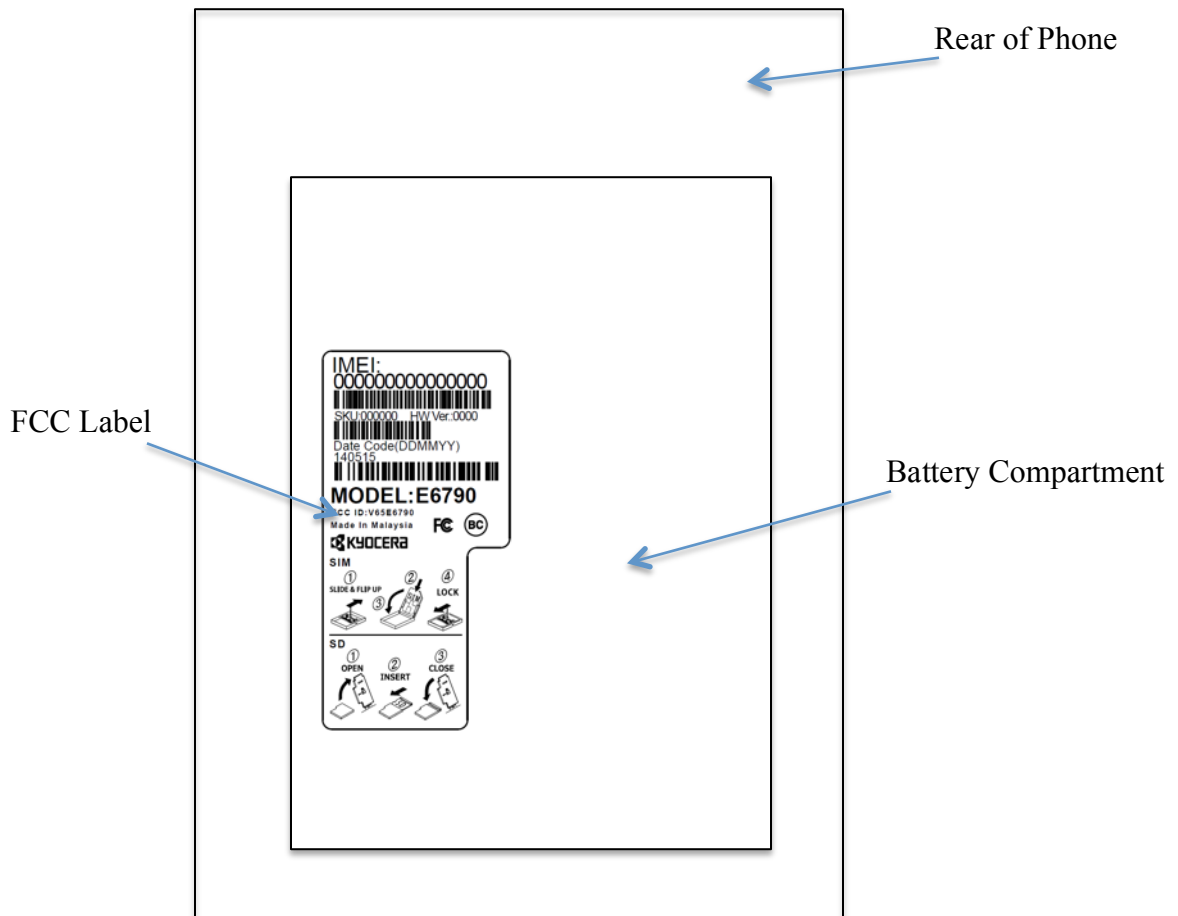 Rear of Phone
IMEI:
000000000000000
SKU:000000 HW Ver.:0000
Date Code(DDMMYY)
140515
MODEL:E6790
FCC ID:V65E6790
Made In Malaysia FC BC
KYOCERA
SIM
① ② ④
SLIDE & FLIP UP SIM LOCK
③
SD
① ② ③
OPEN INSERT CLOSE
FCC Label
Battery Compartment